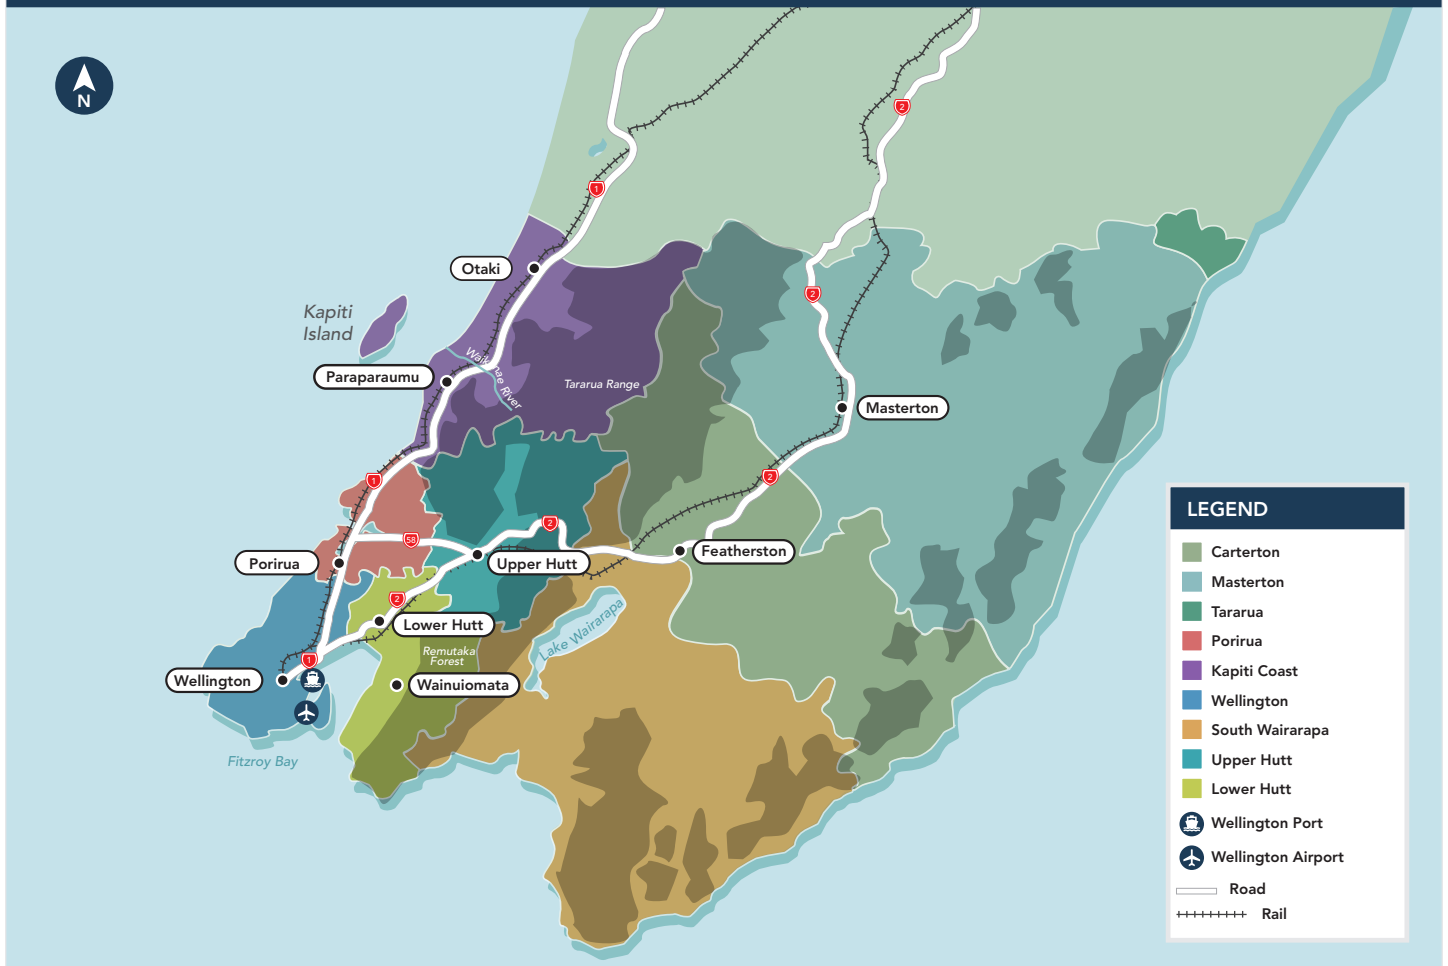 N
2
1
Otaki
Kapiti
Island
2
Waikanae River
Paraparaumu
Tararua Range
Masterton
1
2
LEGEND
2
58
Carterton
Featherston
Porirua
Upper Hutt
Masterton
2
Tararua
Lower Hutt
Lake Wairarapa
Porirua
Remutaka
Forest
1
Kapiti Coast
Wellington
Wainuiomata
Wellington
South Wairarapa
Fitzroy Bay
Upper Hutt
Lower Hutt
Wellington Port
Wellington Airport
Road
Rail